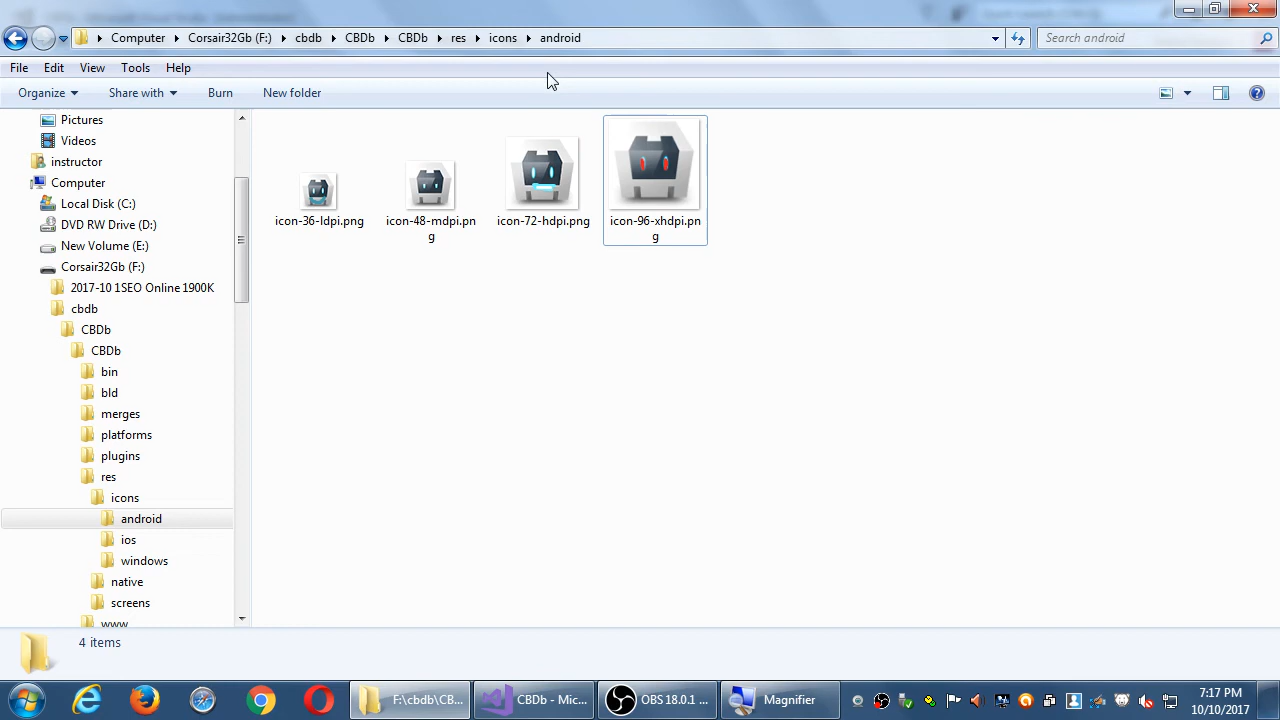 Computer
Corsair32Gb (F:)
cbdb
CBDb
CBDb
res
icons
android
Search android
File
Edit
View
Tools
Help
Organize
Share with
Burn
New folder
Pictures
Videos
instructor
Computer
Local Disk (C:)
DVD RW Drive (D:)
New Volume (E:)
Corsair32Gb (F:)
2017-10 1SEO Online 1900K
cbdb
CBDb
CBDb
bin
bld
merges
platforms
plugins
res
icons
android
ios
windows
native
screens
www
icon-36-ldpi.png
icon-48-mdpi.pn
g
icon-72-hdpi.png
icon-96-xhdpi.pn
g
4 items
F:\cbdb\CB...
CBDb - Mic...
OBS 18.0.1 ...
Magnifier
7:17 PM
10/10/2017